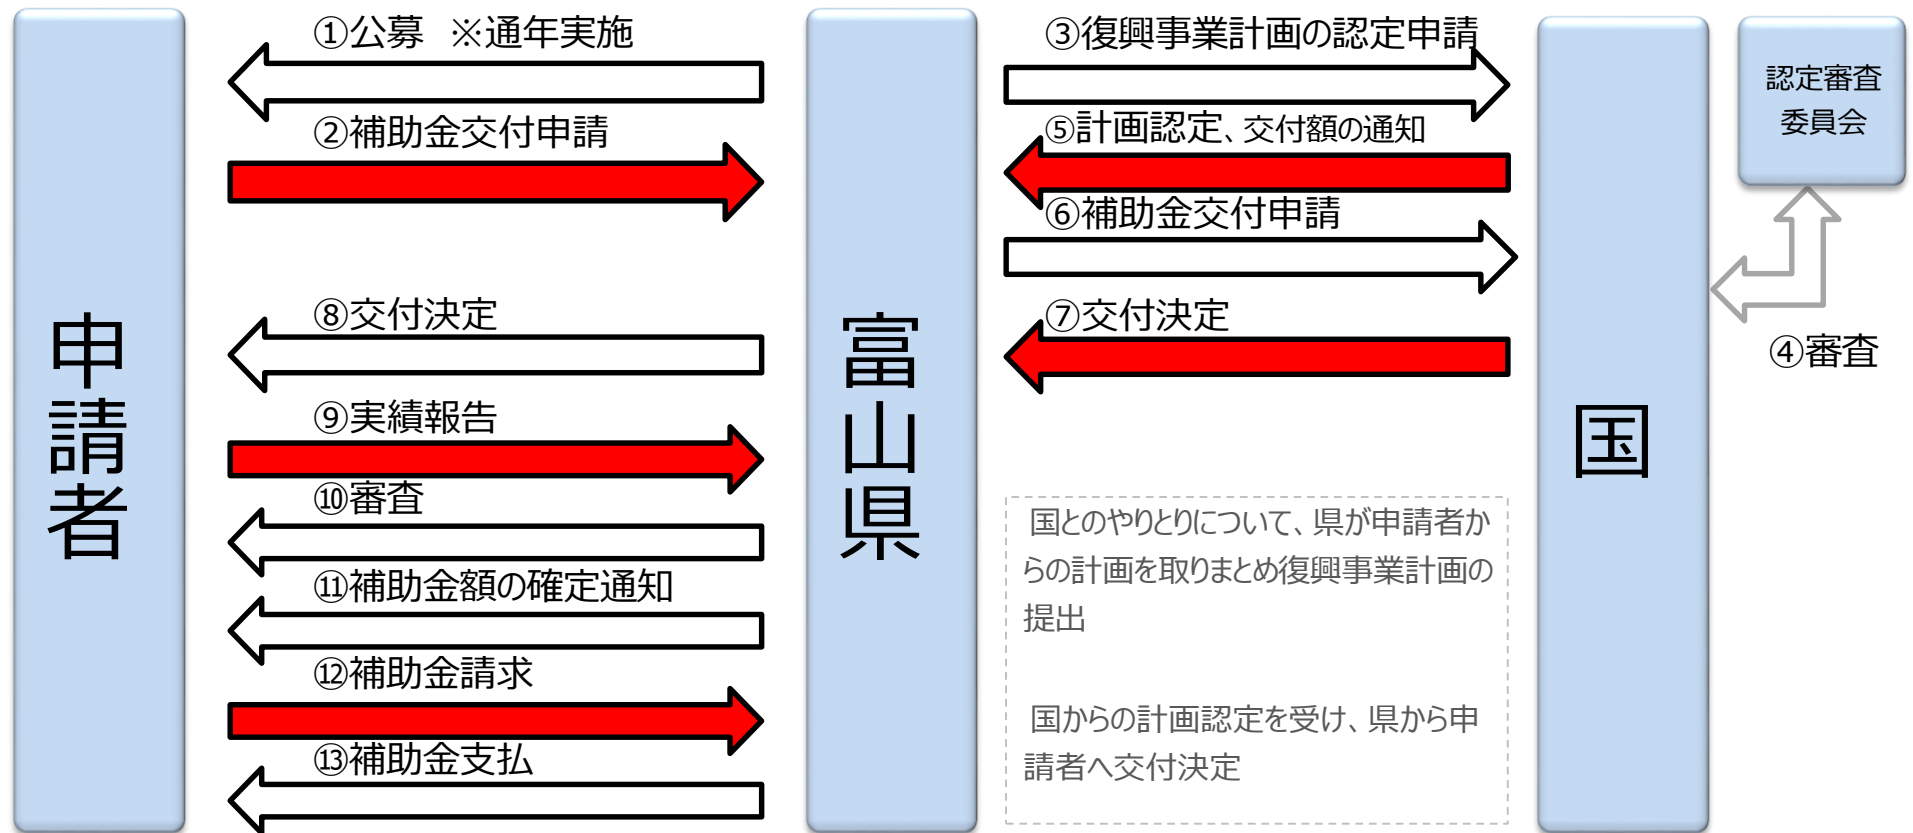 ①公募　※通年実施
②補助金交付申請
③復興事業計画の認定申請
⑤計画認定、交付額の通知
⑥補助金交付申請
認定審査
委員会
④審査
⑧交付決定
⑦交付決定
⑨実績報告
⑩審査
⑪補助金額の確定通知
⑫補助金請求
⑬補助金支払
申請者
富山県
国
国とのやりとりについて、県が申請者か
らの計画を取りまとめ復興事業計画の
提出
国からの計画認定を受け、県から申
請者へ交付決定